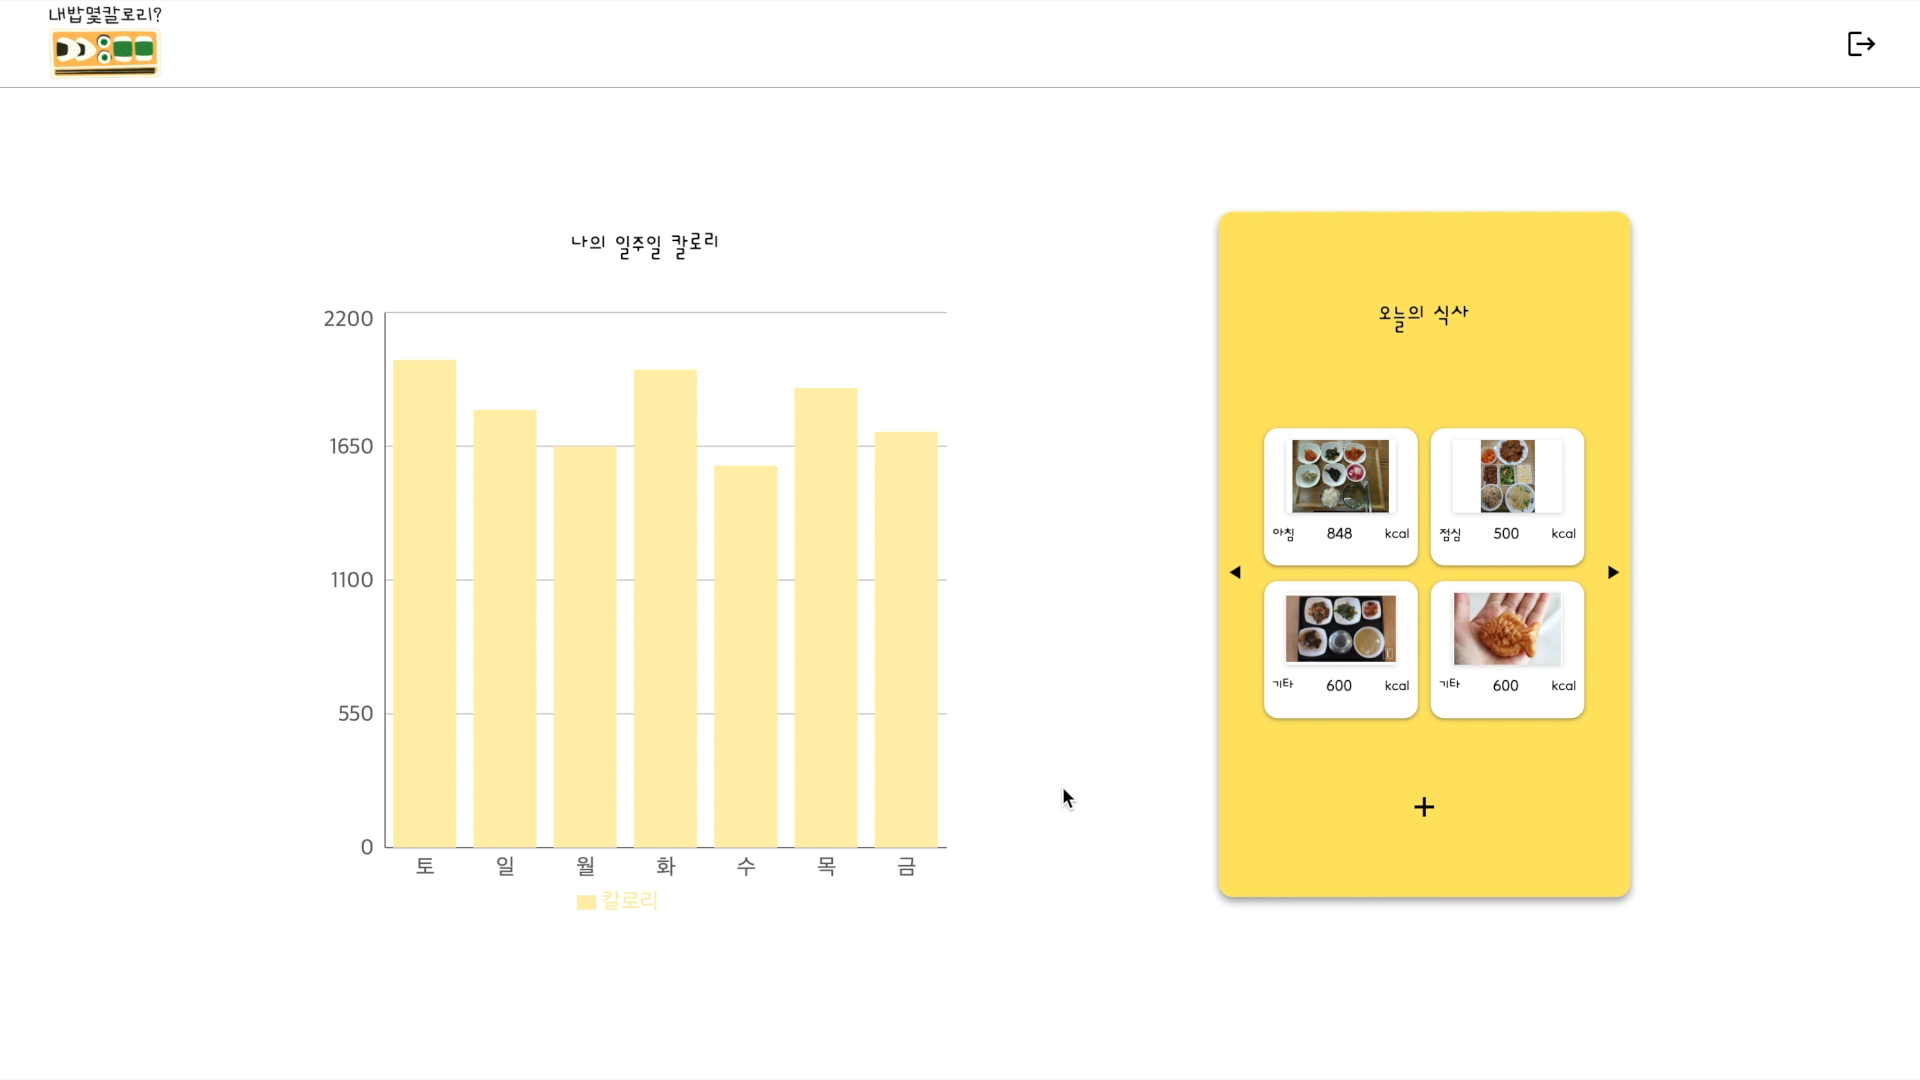 내밥몇칼로리?
나의 일주일 칼로리
2200
1650
1100
550
0
토 일 월 화 수 목 금
칼로리
오늘의 식사
아침 848 kcal
점심 500 kcal
기타 600 kcal
기타 600 kcal
+